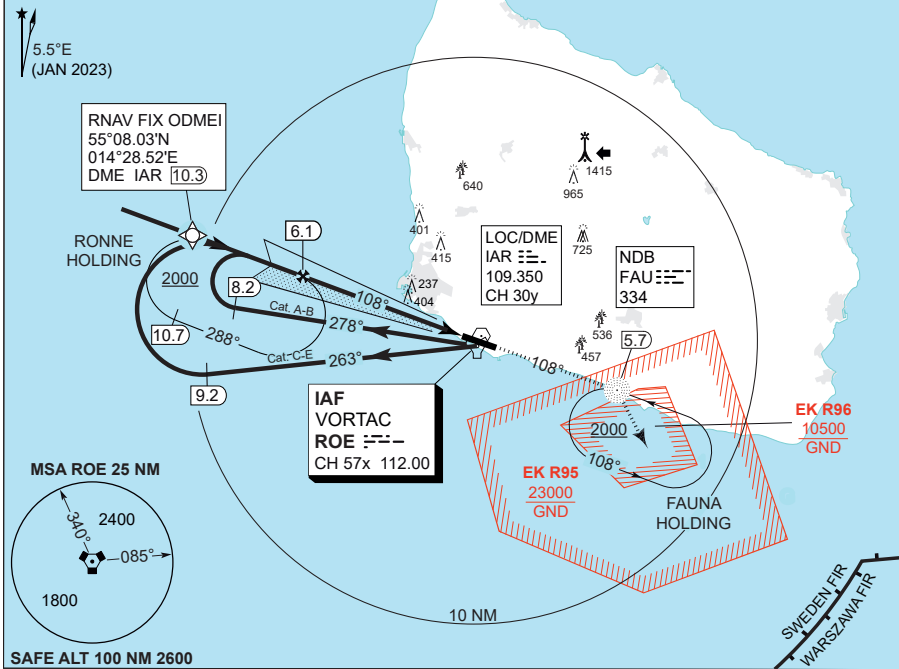 5.5°E
(JAN 2023)
RNAV FIX ODMEI
55°08.03'N
014°28.52'E
DME IAR 10.3
RONNE
HOLDING
2000
6.1
8.2
10.7
9.2
108°
Cat. A-B
278°
288°
Cat. C-E
263°
640
965
1415
401
415
725
237
404
536
457
LOC/DME
IAR
109.350
CH 30y
NDB
FAU
334
5.7
108°
IAF
VORTAC
ROE
CH 57x 112.00
2000
108°
EK R96
10500
GND
EK R95
23000
GND
FAUNA
HOLDING
MSA ROE 25 NM
340°
2400
085°
1800
10 NM
SWEDEN FIR
WARSZAWA FIR
SAFE ALT 100 NM 2600